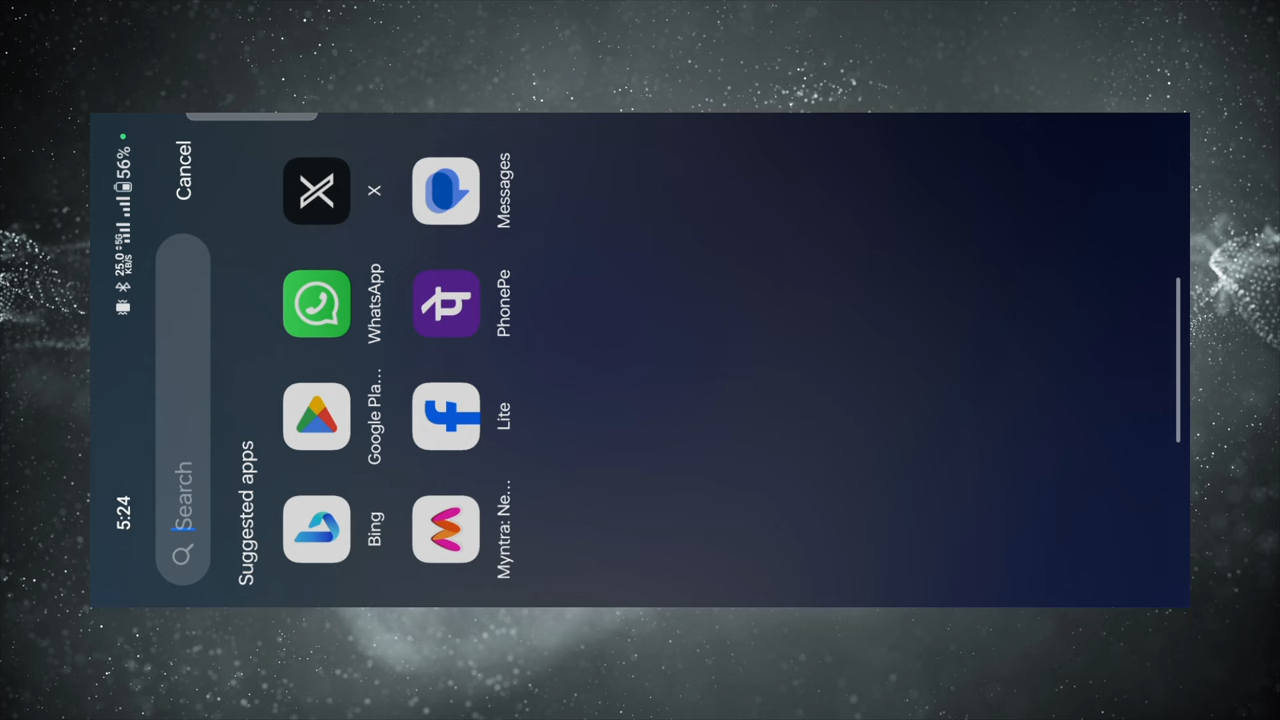 5:24 25.0 KB/S 5G 56%
Search Cancel
Suggested apps
Bing Google Pla... WhatsApp X
Myntra: Ne... Lite PhonePe Messages